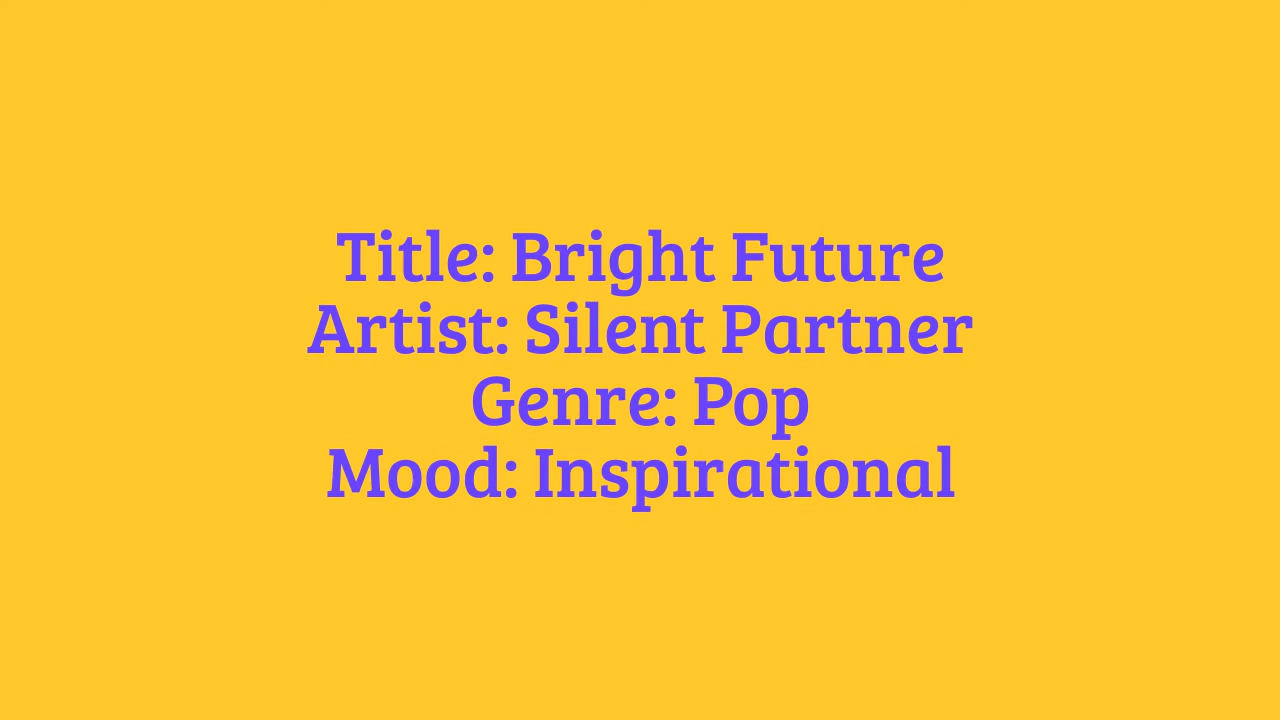 Title: Bright Future
Artist: Silent Partner
Genre: Pop
Mood: Inspirational